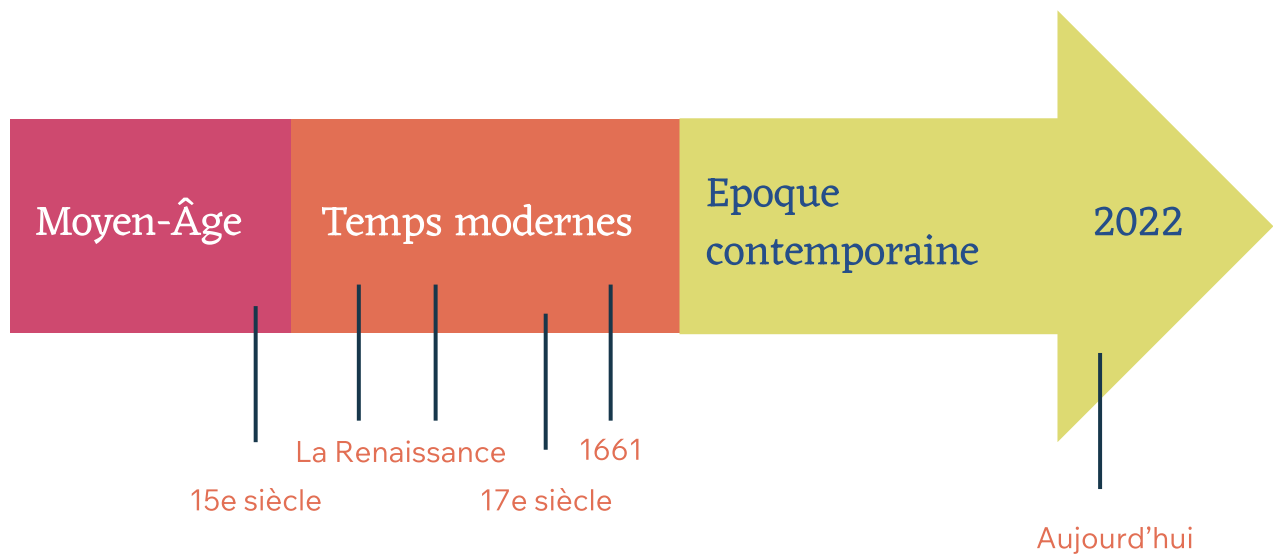 Moyen-Âge
Temps modernes
Epoque
contemporaine
2022
La Renaissance
1661
15e siècle
17e siècle
Aujourd’hui